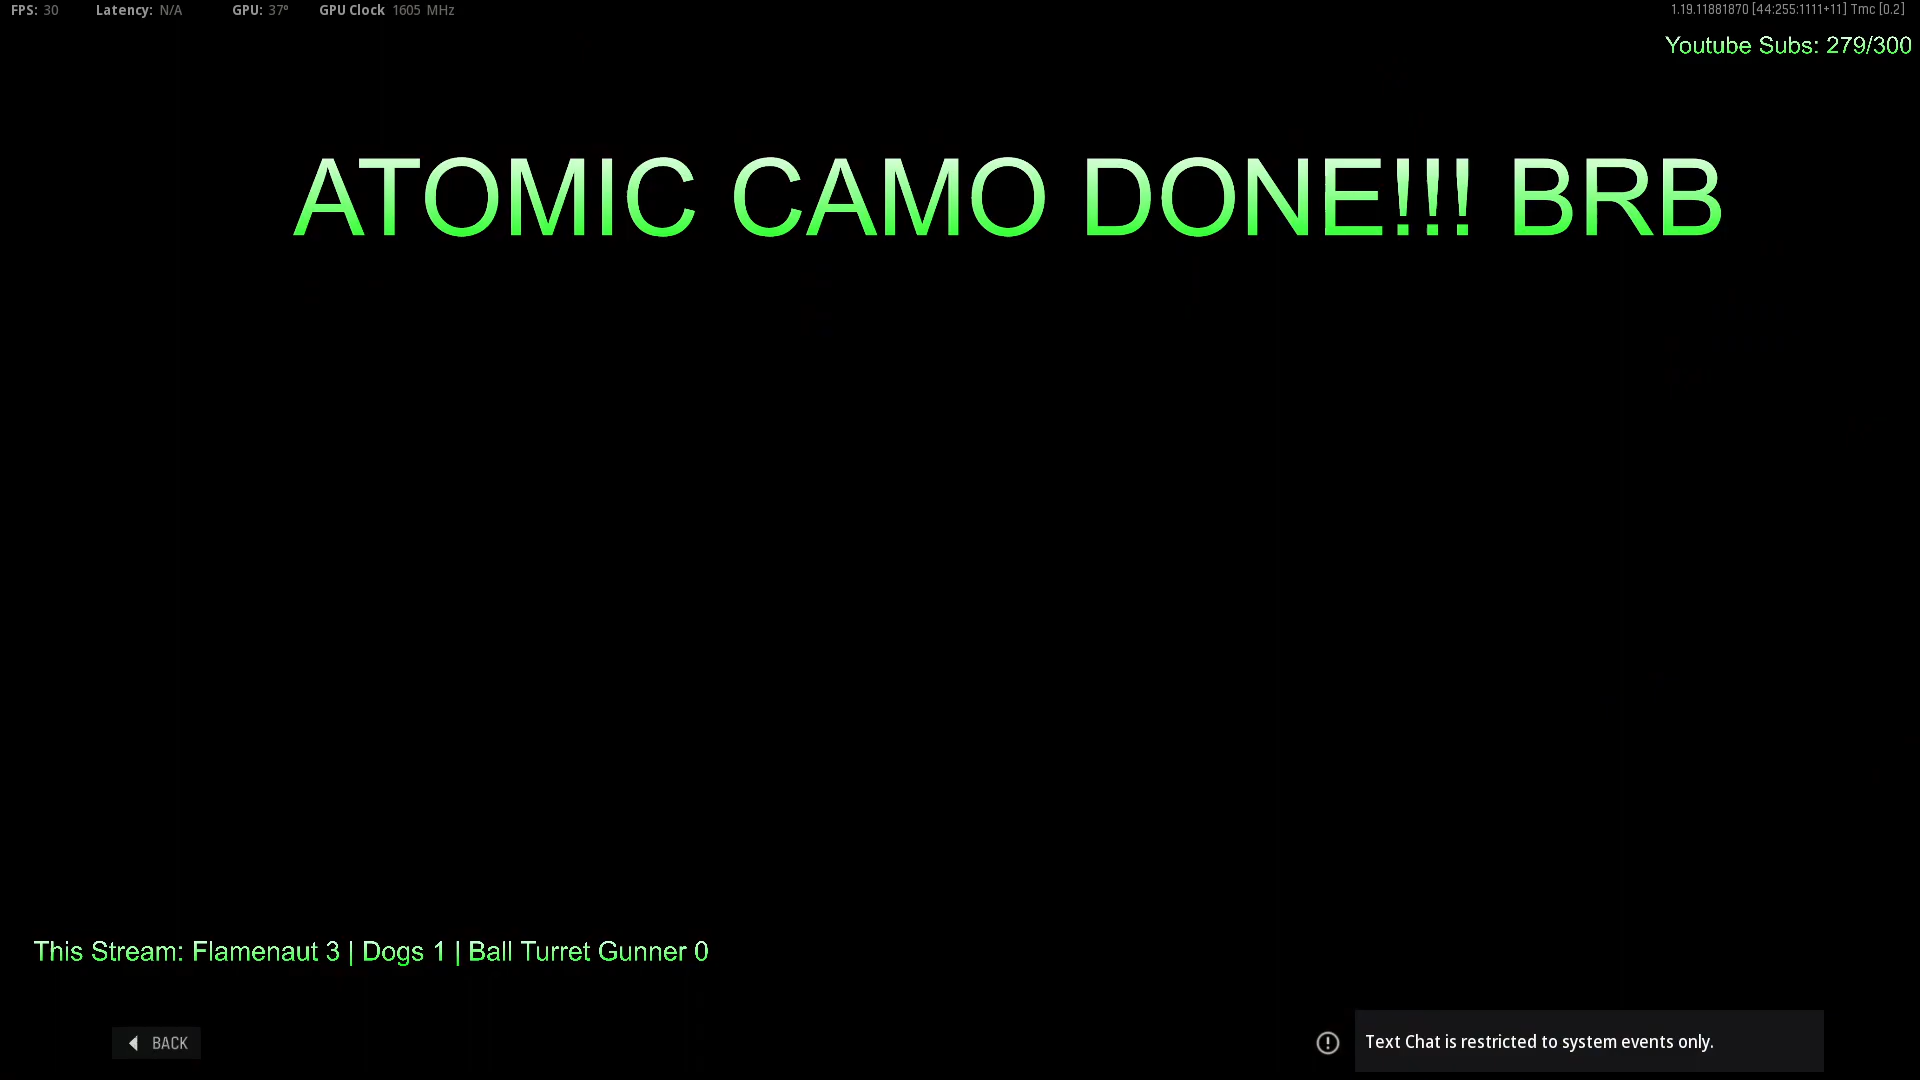 FPS: 30 Latency: N/A GPU: 37° GPU Clock 1605 MHz
1.19.11881870 [44:255:1111+11] Tmc [0.2]
Youtube Subs: 279/300
ATOMIC CAMO DONE!!! BRB
This Stream: Flamenaut 3 | Dogs 1 | Ball Turret Gunner 0
BACK
Text Chat is restricted to system events only.